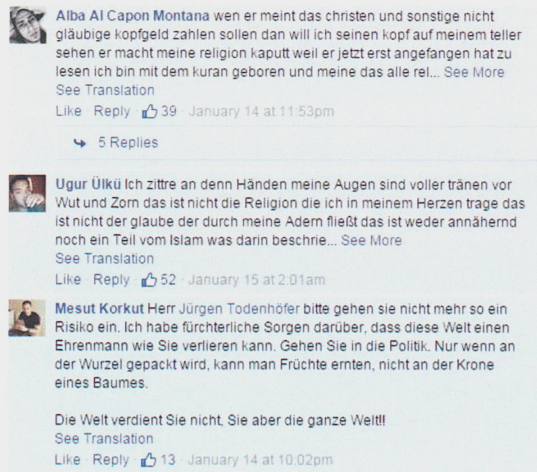 Alba Al Capon Montana wen er meint das christen und sonstige nicht
gläubige kopfgeld zahlen sollen dan will ich seinen kopf auf meinem teller
sehen er macht meine religion kaputt weil er jetzt erst angefangen hat zu
lesen ich bin mit dem kuran geboren und meine das alle rel... See More
See Translation
Like · Reply · 39 · January 14 at 11:53pm
5 Replies
Ugur Ülkü Ich zittre an denn Händen meine Augen sind voller tränen vor
Wut und Zorn das ist nicht die Religion die ich in meinem Herzen trage das
ist nicht der glaube der durch meine Adern fließt das ist weder annähernd
noch ein Teil vom Islam was darin beschrie... See More
See Translation
Like · Reply · 52 · January 15 at 2:01am
Mesut Korkut Herr Jürgen Todenhöfer bitte gehen sie nicht mehr so ein
Risiko ein. Ich habe fürchterliche Sorgen darüber, dass diese Welt einen
Ehrenmann wie Sie verlieren kann. Gehen Sie in die Politik. Nur wenn an
der Wurzel gepackt wird, kann man Früchte ernten, nicht an der Krone
eines Baumes.
Die Welt verdient Sie nicht, Sie aber die ganze Welt!!
See Translation
Like · Reply · 13 · January 14 at 10:02pm